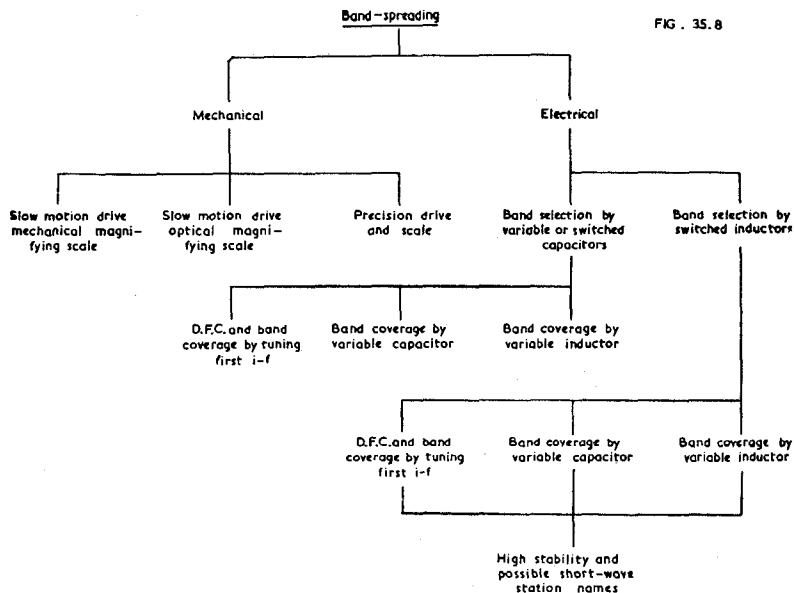 Band-spreading
FIG. 35.8
Mechanical
Electrical
Slow motion drive
mechanical magni-
fying scale
Slow motion drive
optical magni-
fying scale
Precision drive
and scale
Band selection by
variable or switched
capacitors
Band selection by
switched inductors
D.F.C. and band
coverage by tuning
first i-f
Band coverage by
variable capacitor
Band coverage by
variable inductor
D.F.C. and band
coverage by tuning
first i-f
Band coverage by
variable capacitor
Band coverage by
variable inductor
High stability and
possible short-wave
station names